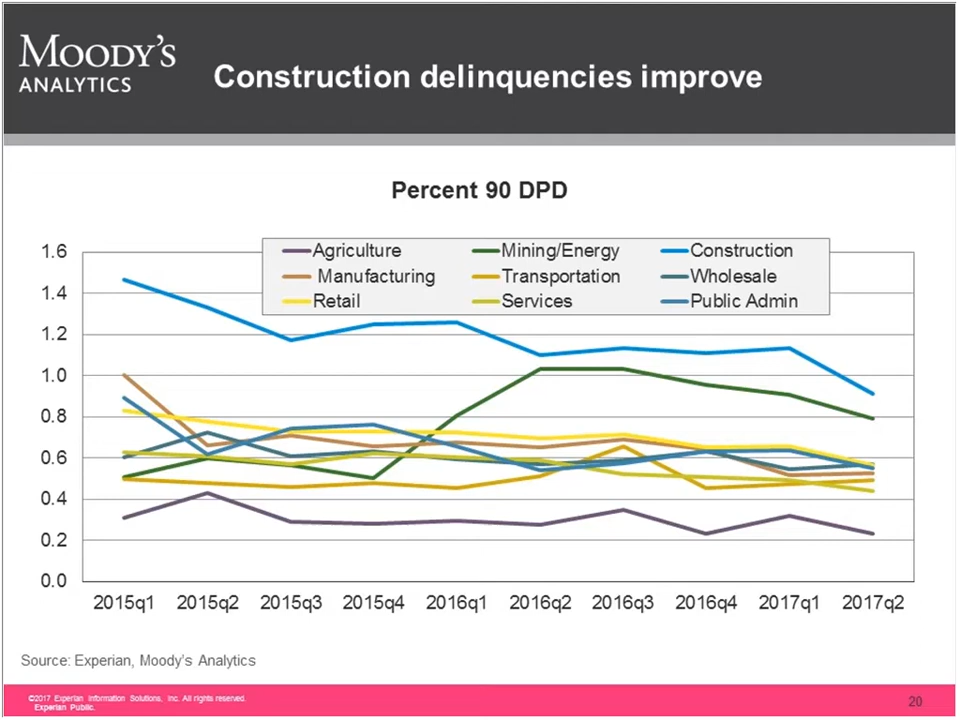 MOODY'S
ANALYTICS
Construction delinquencies improve
Percent 90 DPD
Agriculture Mining/Energy Construction
Manufacturing Transportation Wholesale
Retail Services Public Admin
1.6
1.4
1.2
1.0
0.8
0.6
0.4
0.2
0.0
2015q1 2015q2 2015q3 2015q4 2016q1 2016q2 2016q3 2016q4 2017q1 2017q2
Source: Experian, Moody's Analytics
©2017 Experian Information Solutions, Inc. All rights reserved.
Experian Public.
20